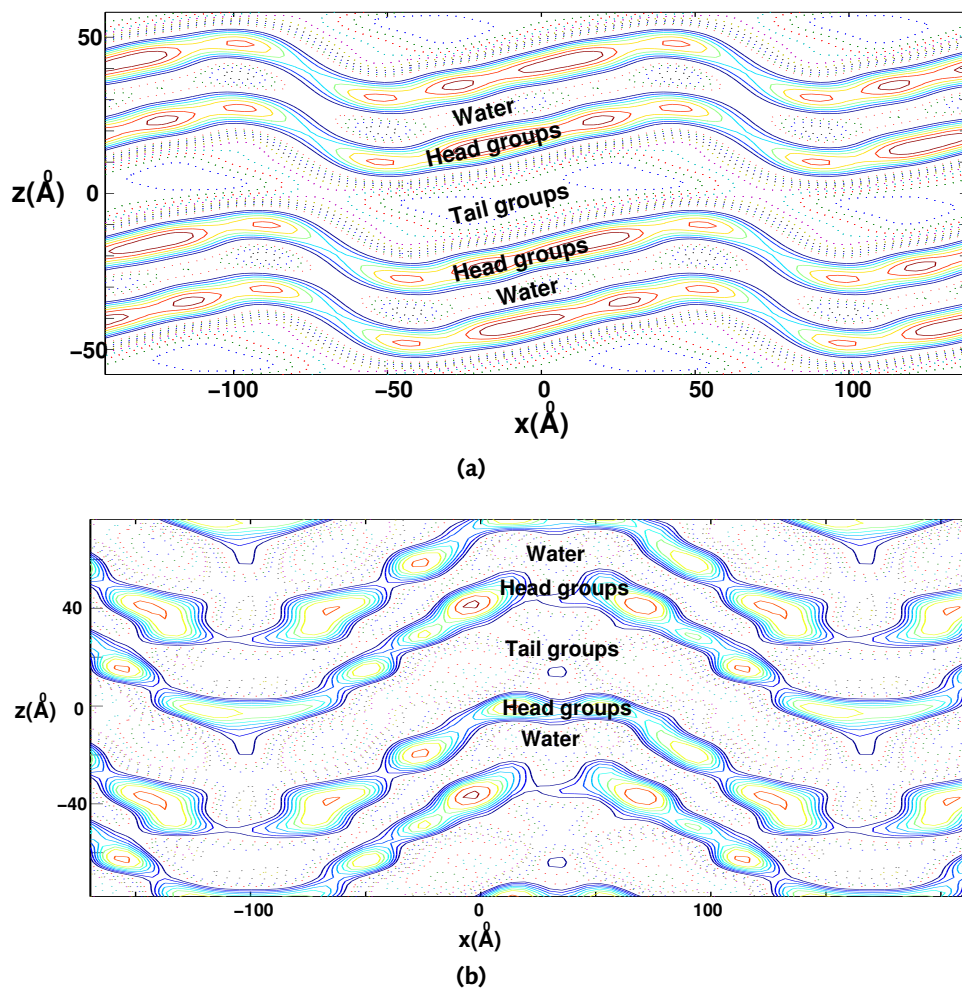 50
Water
Head groups
z(Å)
0
Tail groups
Head groups
Water
−50
−100
−50
0
50
100
x(Å)
(a)
Water
Head groups
40
Tail groups
z(Å)
0
Head groups
Water
−40
−100
0
100
x(Å)
(b)